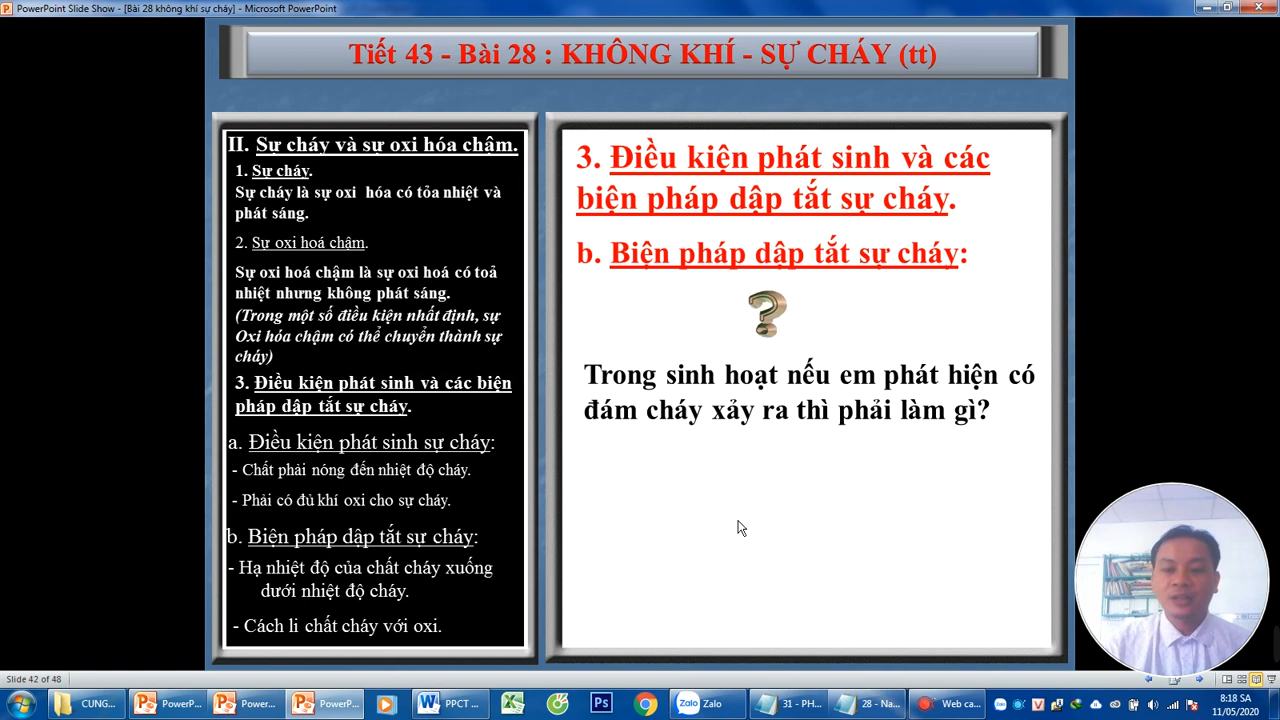 PowerPoint Slide Show - [Bài 28 không khí sự cháy] - Microsoft PowerPoint
Tiết 43 - Bài 28 : KHÔNG KHÍ - SỰ CHÁY (tt)
II. Sự cháy và sự oxi hóa chậm.
1. Sự cháy.
Sự cháy là sự oxi hóa có tỏa nhiệt và
phát sáng.
2. Sự oxi hoá chậm.
Sự oxi hoá chậm là sự oxi hoá có toả
nhiệt nhưng không phát sáng.
(Trong một số điều kiện nhất định, sự
Oxi hóa chậm có thể chuyển thành sự
cháy)
3. Điều kiện phát sinh và các biện
pháp dập tắt sự cháy.
a. Điều kiện phát sinh sự cháy:
- Chất phải nóng đến nhiệt độ cháy.
- Phải có đủ khí oxi cho sự cháy.
b. Biện pháp dập tắt sự cháy:
- Hạ nhiệt độ của chất cháy xuống
dưới nhiệt độ cháy.
- Cách li chất cháy với oxi.
3. Điều kiện phát sinh và các
biện pháp dập tắt sự cháy.
b. Biện pháp dập tắt sự cháy:
?
Trong sinh hoạt nếu em phát hiện có
đám cháy xảy ra thì phải làm gì?
Slide 42 of 48
CUNG...
PowerP...
Power...
PowerP...
PPCT ...
Zalo
31 - PH...
28 - Na...
Web ca...
8:18 SA
11/05/2020